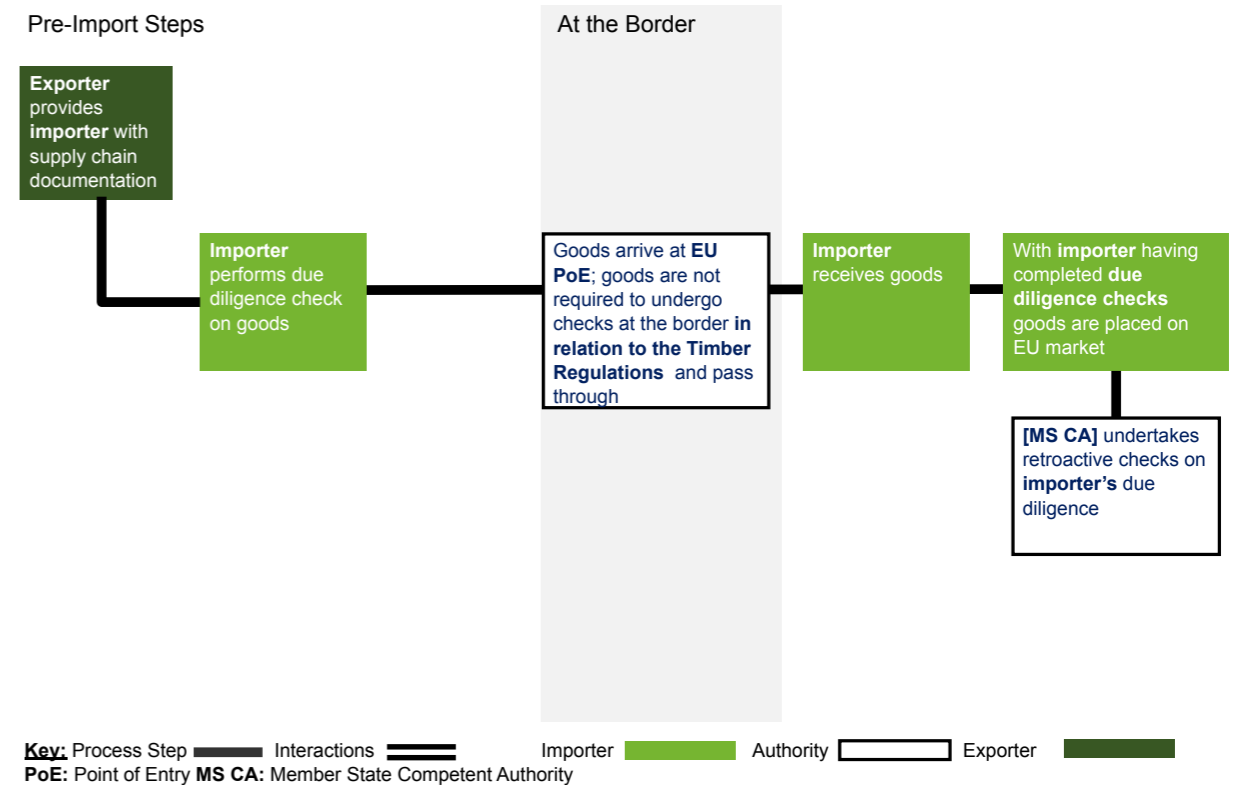 Pre-Import Steps
At the Border
Exporter
provides
importer with
supply chain
documentation
Importer
performs due
diligence check
on goods
Goods arrive at EU
PoE; goods are not
required to undergo
checks at the border in
relation to the Timber
Regulations and pass
through
Importer
receives goods
With importer having
completed due
diligence checks
goods are placed on
EU market
[MS CA] undertakes
retroactive checks on
importer's due
diligence
Key: Process Step Interactions Importer Authority Exporter
PoE: Point of Entry MS CA: Member State Competent Authority